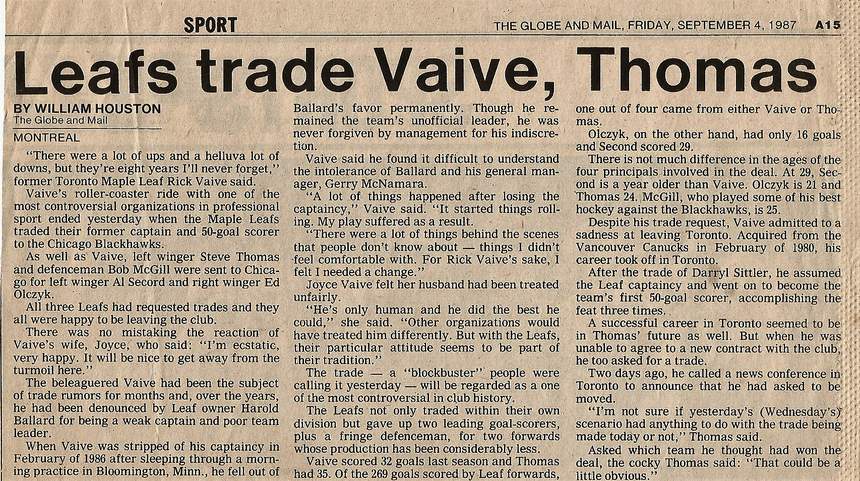 SPORT
THE GLOBE AND MAIL, FRIDAY, SEPTEMBER 4, 1987 A15
Leafs trade Vaive, Thomas
BY WILLIAM HOUSTON
The Globe and Mail
MONTREAL
"There were a lot of ups and a helluva lot of
downs, but they're eight years I'll never forget,"
former Toronto Maple Leaf Rick Vaive said.
Vaive's roller-coaster ride with one of the
most controversial organizations in professional
sport ended yesterday when the Maple Leafs
traded their former captain and 50-goal scorer
to the Chicago Blackhawks.
As well as Vaive, left winger Steve Thomas
and defenceman Bob McGill were sent to Chica-
go for left winger Al Secord and right winger Ed
Olczyk.
All three Leafs had requested trades and they
all were happy to be leaving the club.
There was no mistaking the reaction of
Vaive's wife, Joyce, who said: "I'm ecstatic,
very happy. It will be nice to get away from the
turmoil here."
The beleaguered Vaive had been the subject
of trade rumors for months and, over the years,
he had been denounced by Leaf owner Harold
Ballard for being a weak captain and poor team
leader.
When Vaive was stripped of his captaincy in
February of 1986 after sleeping through a morn-
ing practice in Bloomington, Minn., he fell out of
Ballard's favor permanently. Though he re-
mained the team's unofficial leader, he was
never forgiven by management for his indiscre-
tion.
Vaive said he found it difficult to understand
the intolerance of Ballard and his general man-
ager, Gerry McNamara.
"A lot of things happened after losing the
captaincy," Vaive said. "It started things roll-
ing. My play suffered as a result.
"There were a lot of things behind the scenes
that people don't know about — things I didn't
feel comfortable with. For Rick Vaive's sake, I
felt I needed a change."
Joyce Vaive felt her husband had been treated
unfairly.
"He's only human and he did the best he
could," she said. "Other organizations would
have treated him differently. But with the Leafs,
their particular attitude seems to be part of
their tradition."
The trade — a "blockbuster" people were
calling it yesterday — will be regarded as a one
of the most controversial in club history.
The Leafs not only traded within their own
division but gave up two leading goal-scorers,
plus a fringe defenceman, for two forwards
whose production has been considerably less.
Vaive scored 32 goals last season and Thomas
had 35. Of the 269 goals scored by Leaf forwards,
one out of four came from either Vaive or Tho-
mas.
Olczyk, on the other hand, had only 16 goals
and Second scored 29.
There is not much difference in the ages of the
four principals involved in the deal. At 29, Sec-
ond is a year older than Vaive. Olczyk is 21 and
Thomas 24. McGill, who played some of his best
hockey against the Blackhawks, is 25.
Despite his trade request, Vaive admitted to a
sadness at leaving Toronto. Acquired from the
Vancouver Canucks in February of 1980, his
career took off in Toronto.
After the trade of Darryl Sittler, he assumed
the Leaf captaincy and went on to become the
team's first 50-goal scorer, accomplishing the
feat three times.
A successful career in Toronto seemed to be
in Thomas' future as well. But when he was
unable to agree to a new contract with the club,
he too asked for a trade.
Two days ago, he called a news conference in
Toronto to announce that he had asked to be
moved.
"I'm not sure if yesterday's (Wednesday's)
scenario had anything to do with the trade being
made today or not," Thomas said.
Asked which team he thought had won the
deal, the cocky Thomas said: "That could be a
little obvious."